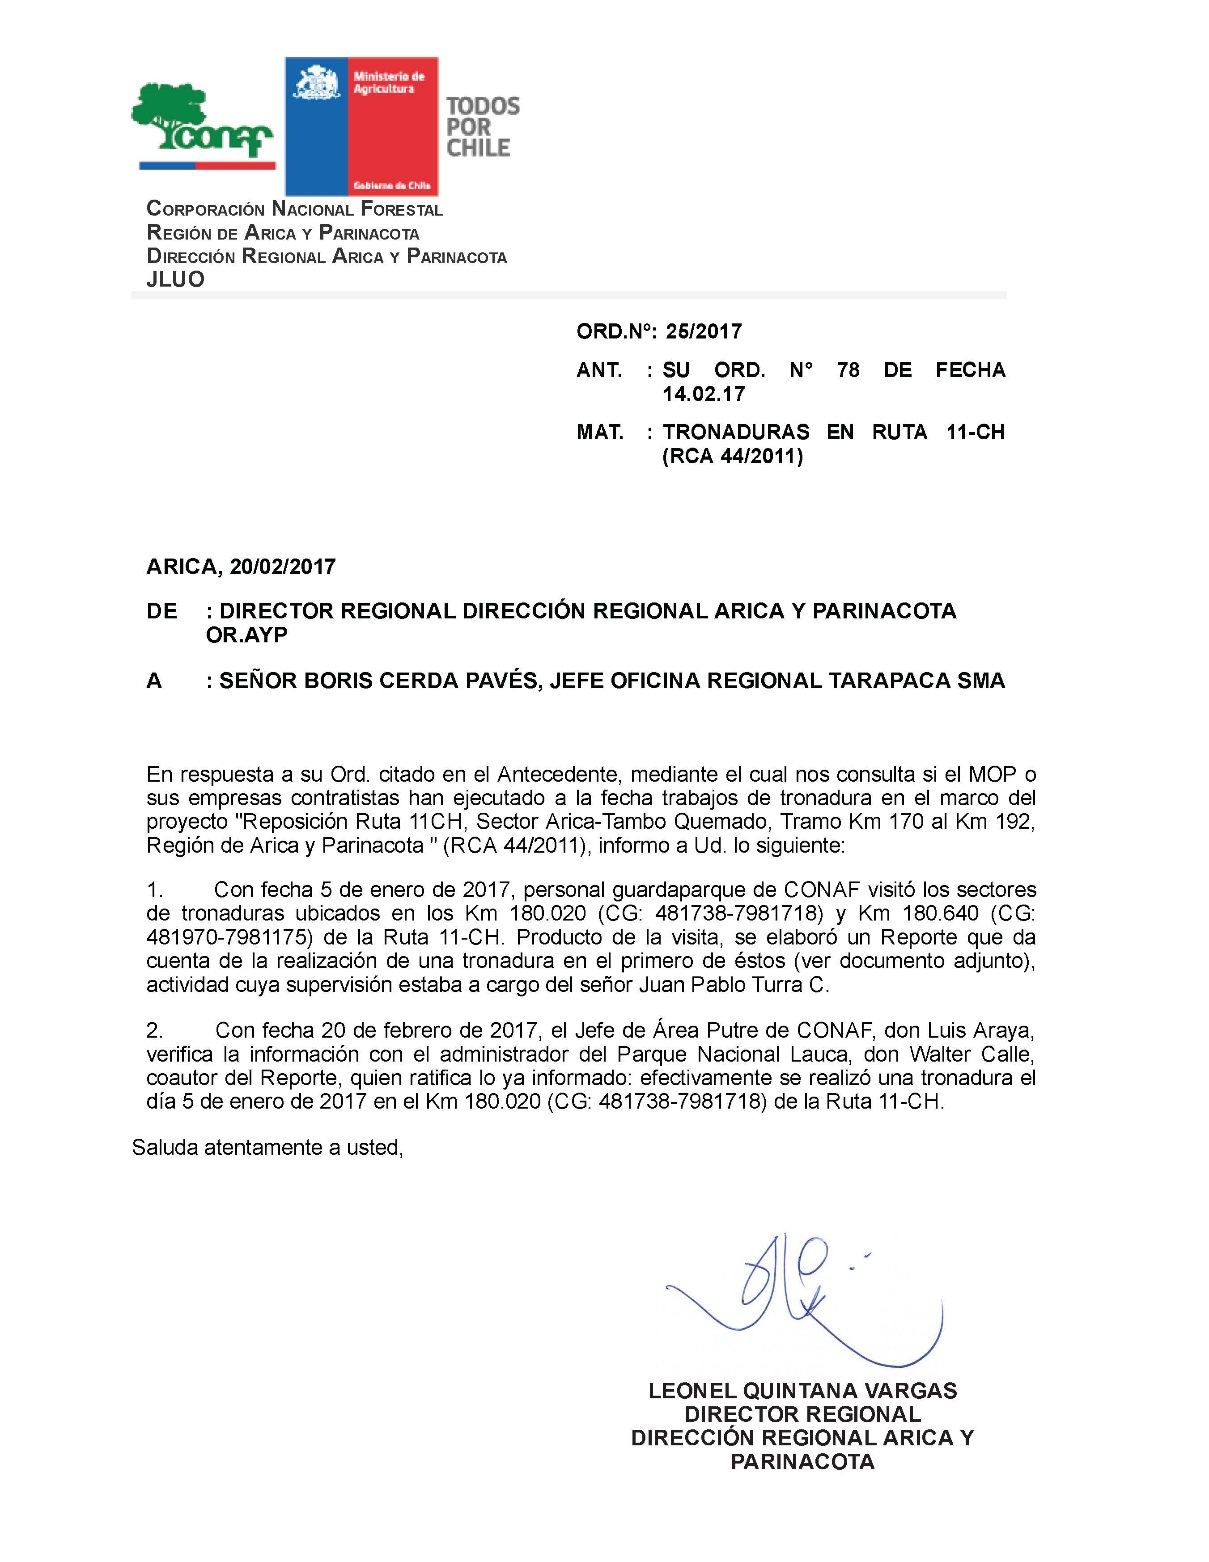 conaf
Ministerio de
Agricultura
Gobierno de Chile
TODOS
POR
CHILE
CORPORACIÓN NACIONAL FORESTAL
REGIÓN DE ARICA Y PARINACOTA
DIRECCIÓN REGIONAL ARICA Y PARINACOTA
JLUO
ORD.Nº: 25/2017
ANT. : SU ORD. N° 78 DE FECHA
14.02.17
MAT. : TRONADURAS EN RUTA 11-CH
(RCA 44/2011)
ARICA, 20/02/2017
DE : DIRECTOR REGIONAL DIRECCIÓN REGIONAL ARICA Y PARINACOTA
OR.AYP
A : SEÑOR BORIS CERDA PAVÉS, JEFE OFICINA REGIONAL TARAPACA SMA
En respuesta a su Ord. citado en el Antecedente, mediante el cual nos consulta si el MOP o
sus empresas contratistas han ejecutado a la fecha trabajos de tronadura en el marco del
proyecto "Reposición Ruta 11CH, Sector Arica-Tambo Quemado, Tramo Km 170 al Km 192,
Región de Arica y Parinacota " (RCA 44/2011), informo a Ud. lo siguiente:
1. Con fecha 5 de enero de 2017, personal guardaparque de CONAF visitó los sectores
de tronaduras ubicados en los Km 180.020 (CG: 481738-7981718) y Km 180.640 (CG:
481970-7981175) de la Ruta 11-CH. Producto de la visita, se elaboró un Reporte que da
cuenta de la realización de una tronadura en el primero de éstos (ver documento adjunto),
actividad cuya supervisión estaba a cargo del señor Juan Pablo Turra C.
2. Con fecha 20 de febrero de 2017, el Jefe de Área Putre de CONAF, don Luis Araya,
verifica la información con el administrador del Parque Nacional Lauca, don Walter Calle,
coautor del Reporte, quien ratifica lo ya informado: efectivamente se realizó una tronadura el
día 5 de enero de 2017 en el Km 180.020 (CG: 481738-7981718) de la Ruta 11-CH.
Saluda atentamente a usted,
LEONEL QUINTANA VARGAS
DIRECTOR REGIONAL
DIRECCIÓN REGIONAL ARICA Y
PARINACOTA